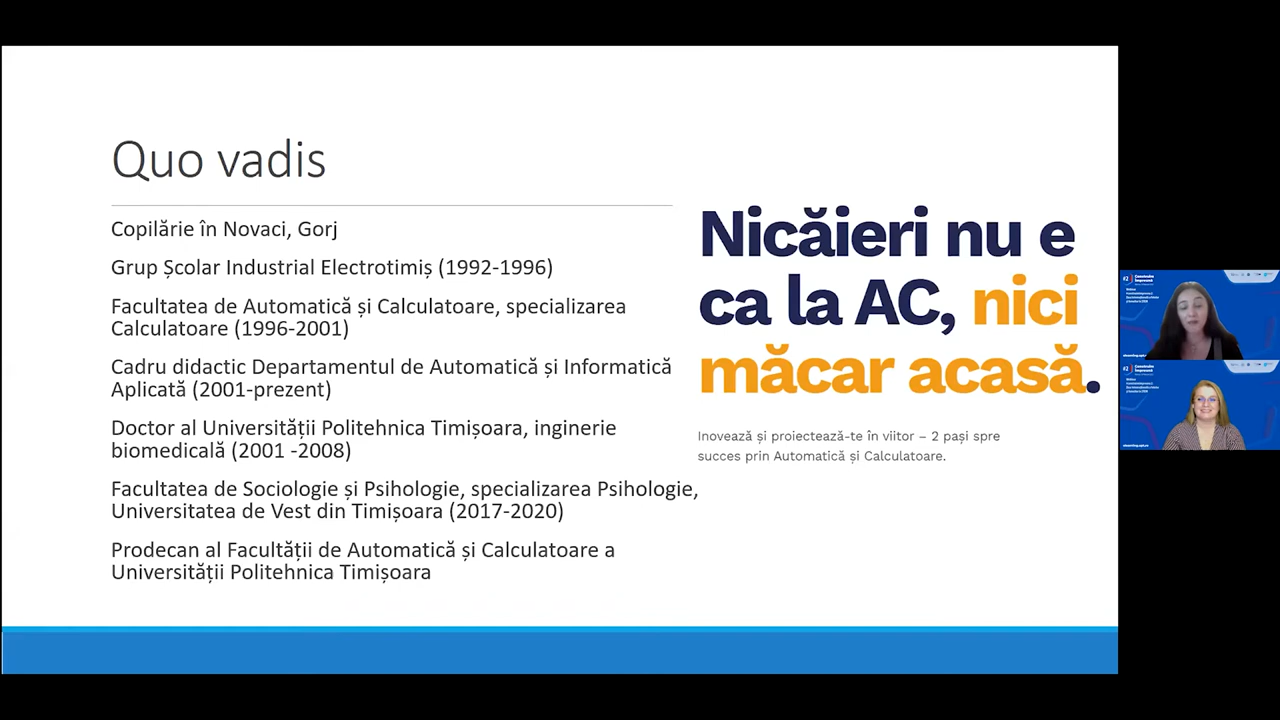 Quo vadis
Copilărie în Novaci, Gorj
Grup Școlar Industrial Electrotimiș (1992-1996)
Facultatea de Automatică și Calculatoare, specializarea
Calculatoare (1996-2001)
Cadru didactic Departamentul de Automatică și Informatică
Aplicată (2001-prezent)
Doctor al Universității Politehnica Timișoara, inginerie
biomedicală (2001 -2008)
Facultatea de Sociologie și Psihologie, specializarea Psihologie,
Universitatea de Vest din Timișoara (2017-2020)
Prodecan al Facultății de Automatică și Calculatoare a
Universității Politehnica Timișoara
Nicăieri nu e
ca la AC, nici
măcar acasă.
Inovează și proiectează-te în viitor – 2 pași spre
succes prin Automatică și Calculatoare.
#2
#2